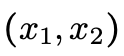 (x₁, x₂)